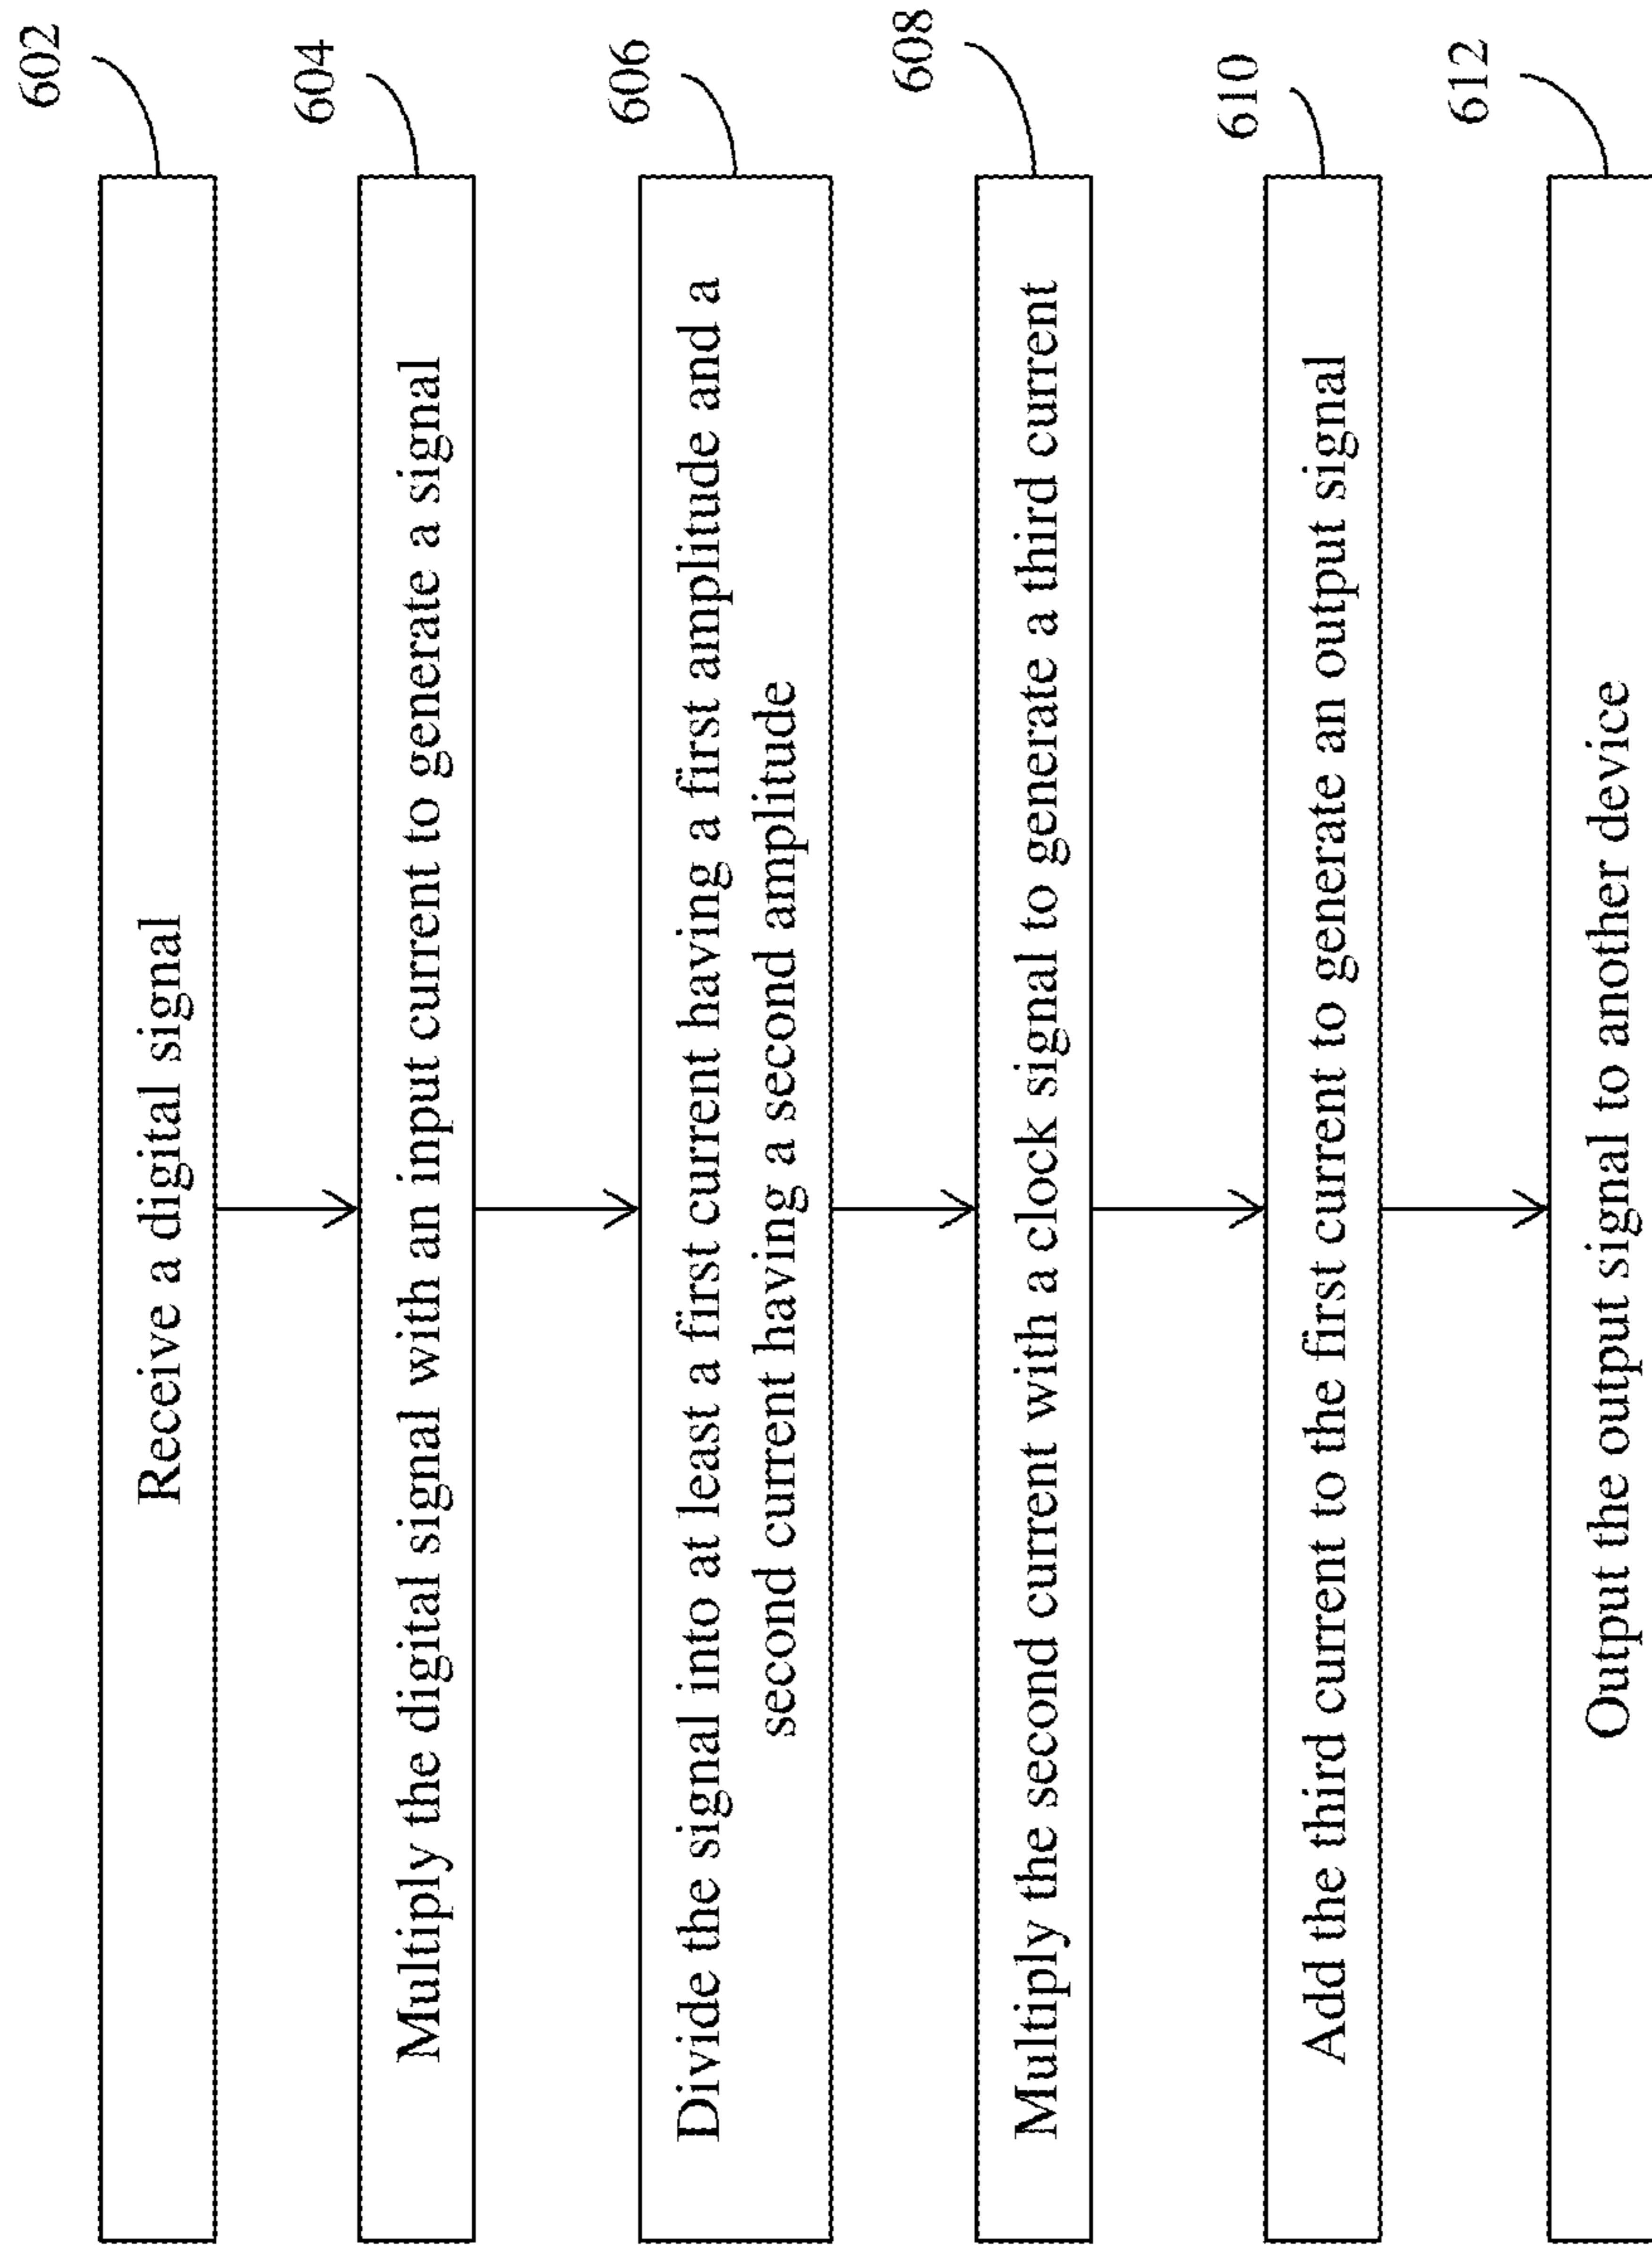 602
Receive a digital signal
604
Multiply the digital signal with an input current to generate a signal
606
Divide the signal into at least a first current having a first amplitude and a
second current having a second amplitude
608
Multiply the second current with a clock signal to generate a third current
610
Add the third current to the first current to generate an output signal
612
Output the output signal to another device